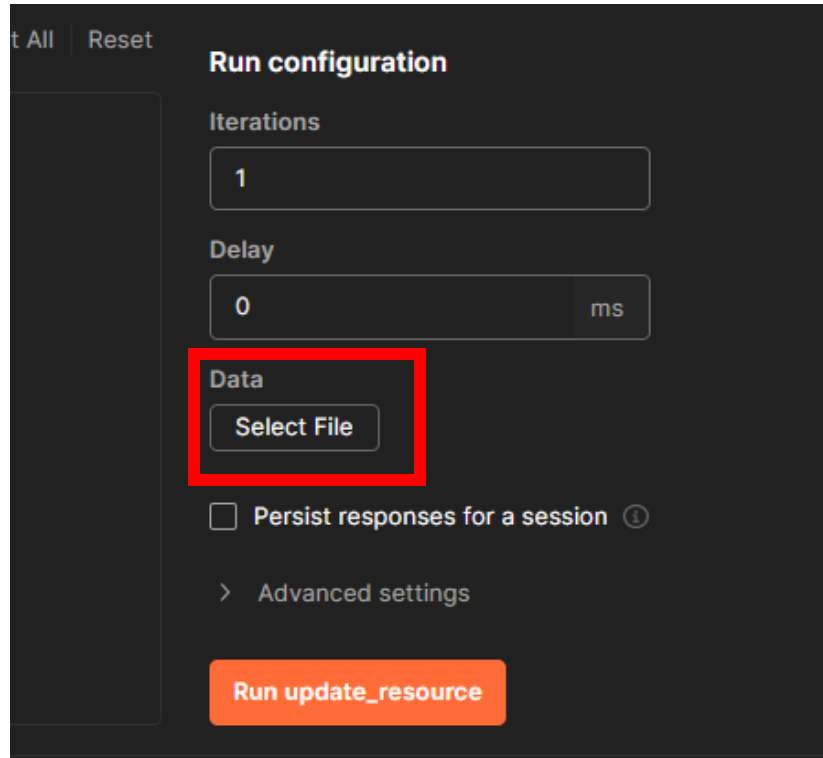 t All Reset
Run configuration
Iterations
1
Delay
0 ms
Data
Select File
Persist responses for a session
Advanced settings
Run update_resource